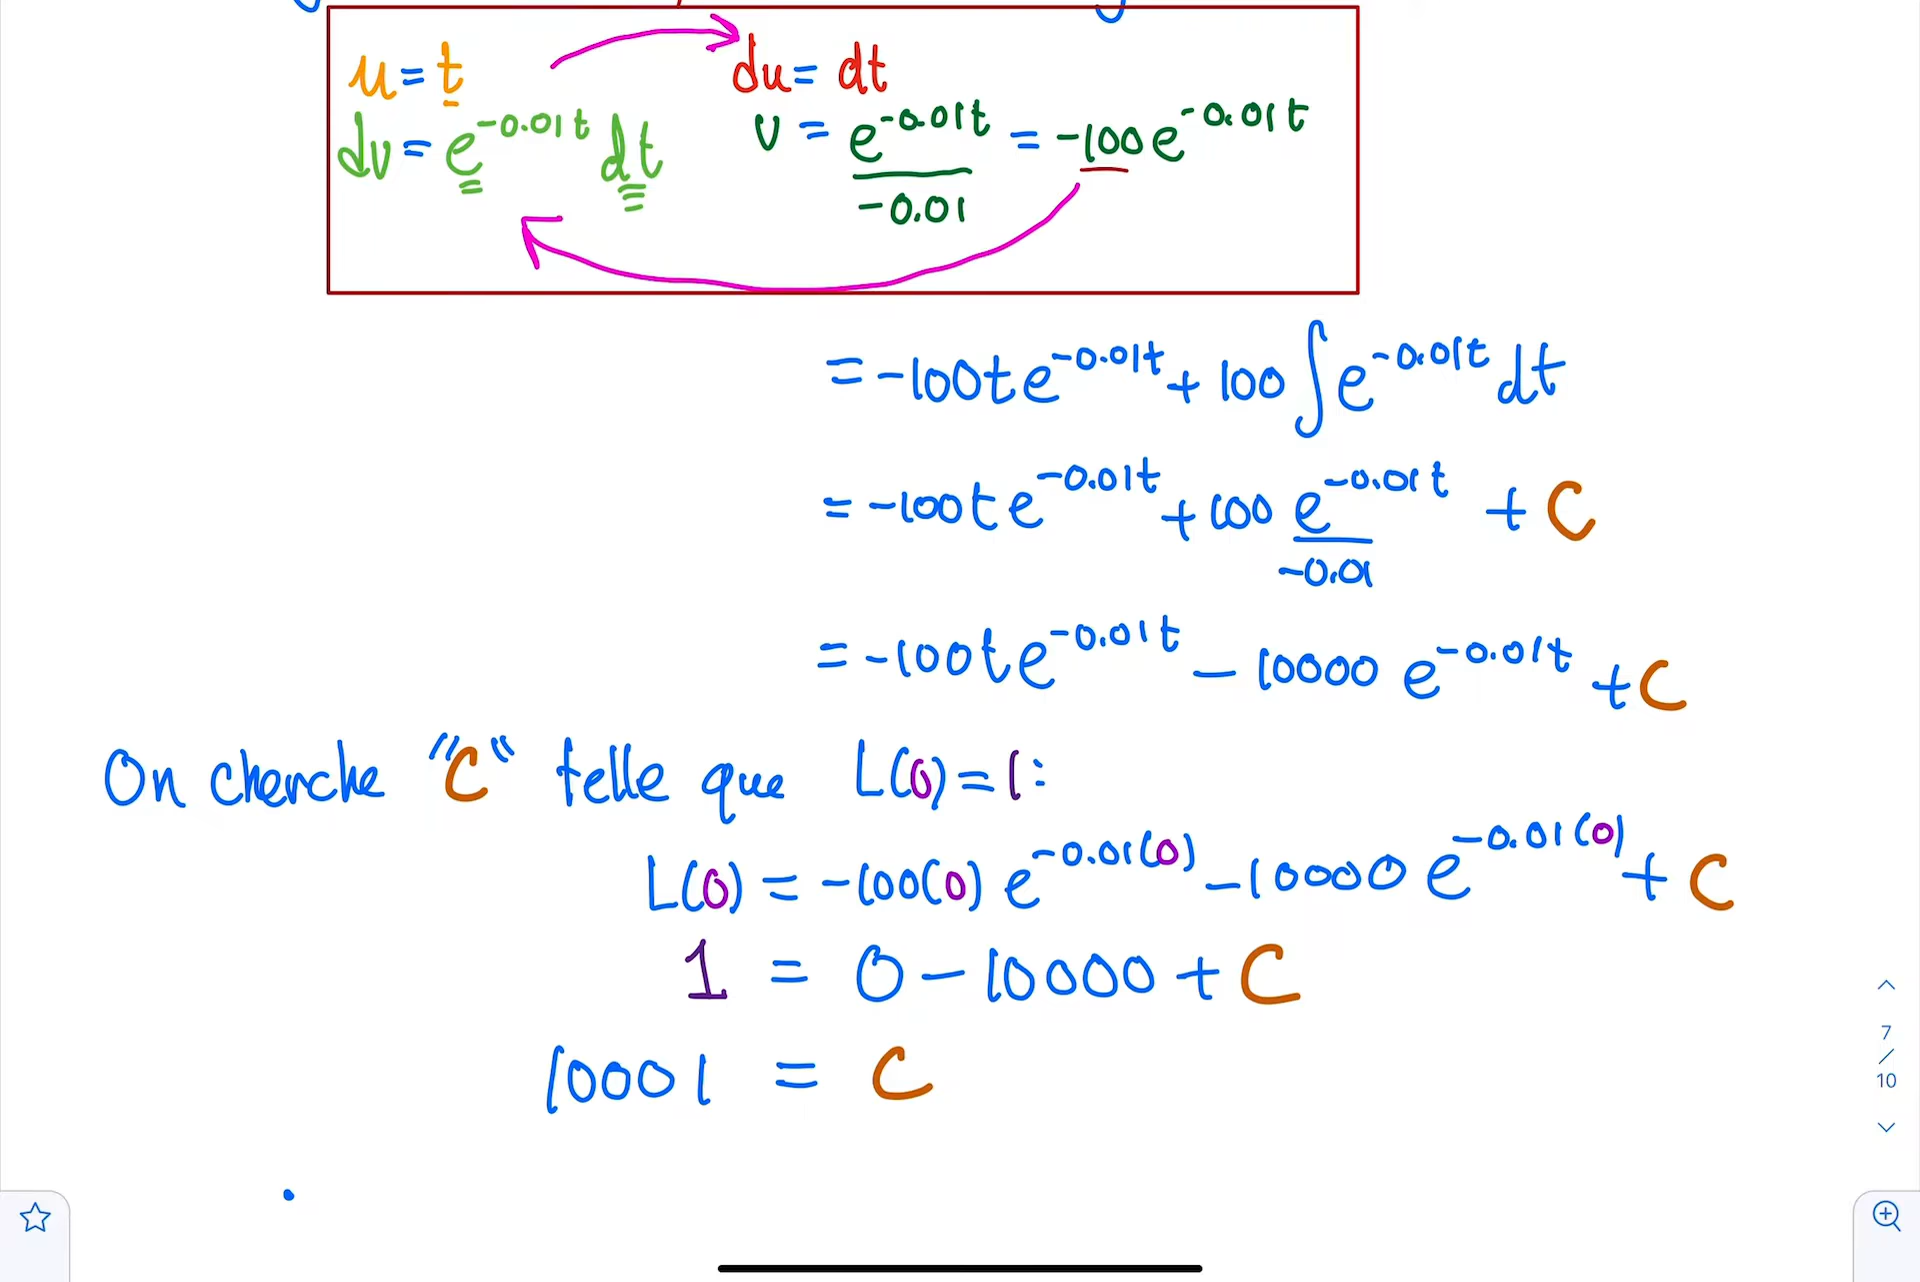 u = t du = dt
dv = e^{-0.01t} dt v = \frac{e^{-0.01t}}{-0.01} = -100e^{-0.01t}
= -100te^{-0.01t} + 100 ∫ e^{-0.01t} dt
= -100te^{-0.01t} + 100 \frac{e^{-0.01t}}{-0.01} + C
= -100te^{-0.01t} - 10000 e^{-0.01t} + C
On cherche "C" telle que L(0) = 1:
L(0) = -100(0) e^{-0.01(0)} - 10000 e^{-0.01(0)} + C
1 = 0 - 10000 + C
10001 = C
7
/
10